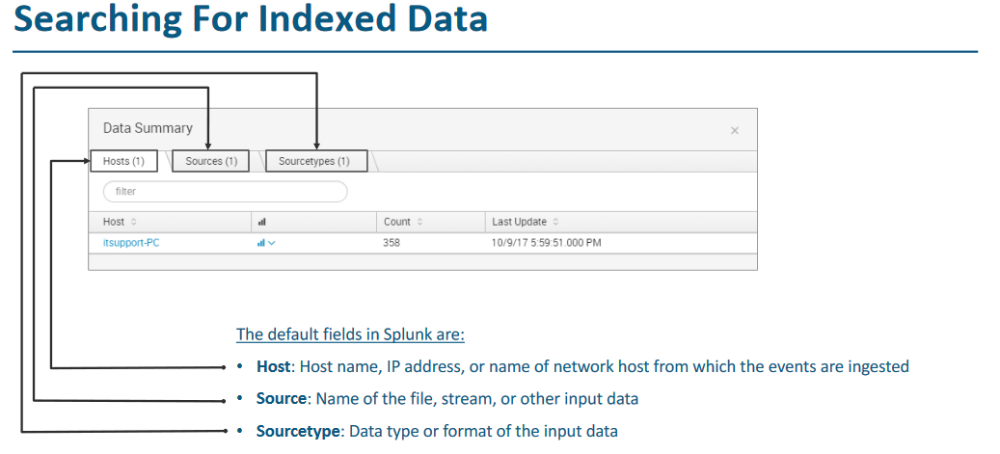 Searching For Indexed Data
Data Summary
×
Hosts (1) Sources (1) Sourcetypes (1)
filter
Host Count Last Update
itsupport-PC 358 10/9/17 5:59:51.000 PM
The default fields in Splunk are:
• Host: Host name, IP address, or name of network host from which the events are ingested
• Source: Name of the file, stream, or other input data
• Sourcetype: Data type or format of the input data